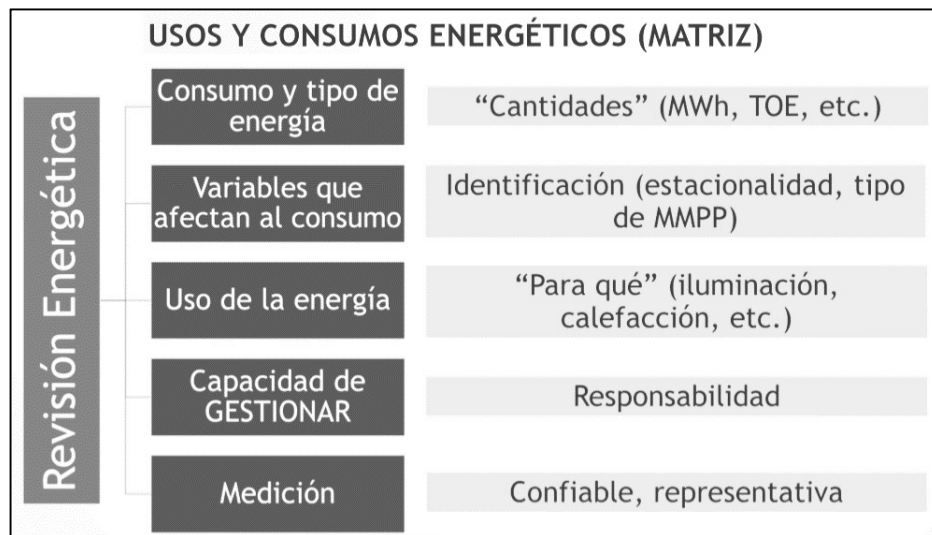 USOS Y CONSUMOS ENERGÉTICOS (MATRIZ)
Revisión Energética
Consumo y tipo de
energía
“Cantidades” (MWh, TOE, etc.)
Variables que
afectan al consumo
Identificación (estacionalidad, tipo
de MMPP)
Uso de la energía
“Para qué” (iluminación,
calefacción, etc.)
Capacidad de
GESTIONAR
Responsabilidad
Medición
Confiable, representativa